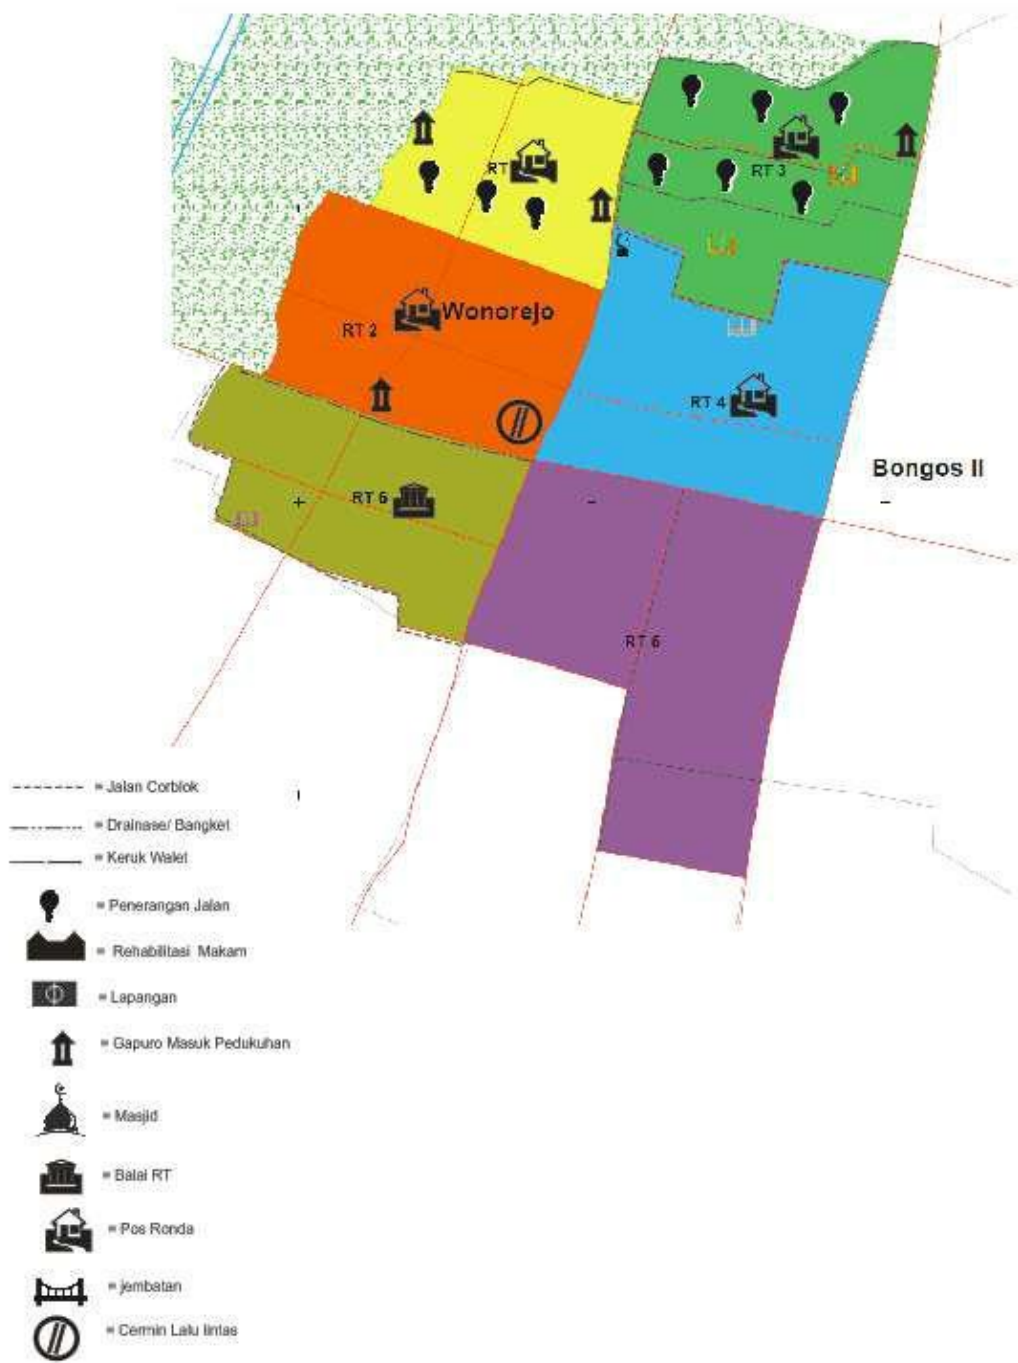 RT
RT 3
Wonorejo
RT 2
RT 4
Bongos II
RT 6
RT 6
= Jalan Corblok
= Drainase/ Bangket
= Keruk Walet
= Penerangan Jalan
= Rehabilitasi Makam
= Lapangan
= Gapuro Masuk Pedukuhan
= Masjid
= Balai RT
= Pos Ronda
= jembatan
= Cermin Lalu lintas